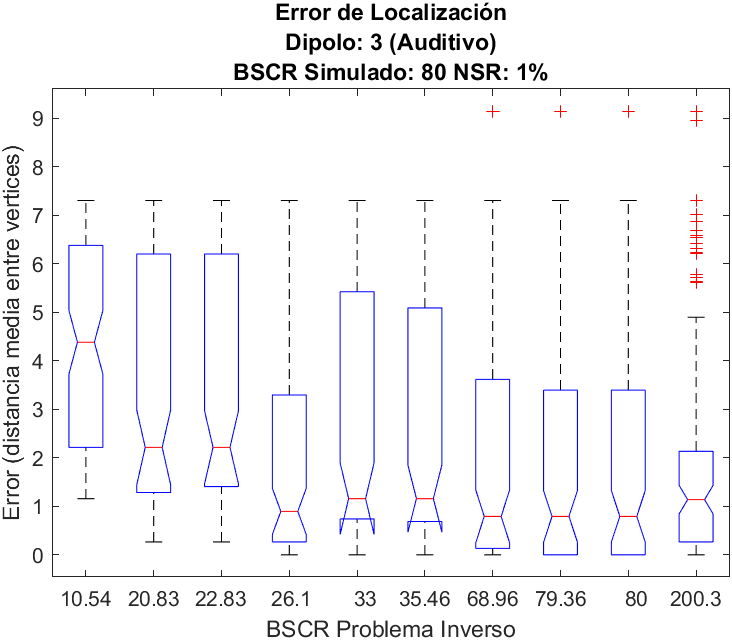 Error de Localización
Dipolo: 3 (Auditivo)
BSCR Simulado: 80 NSR: 1%
Error (distancia media entre vertices)
9
8
7
6
5
4
3
2
1
0
10.54 20.83 22.83 26.1 33 35.46 68.96 79.36 80 200.3
BSCR Problema Inverso